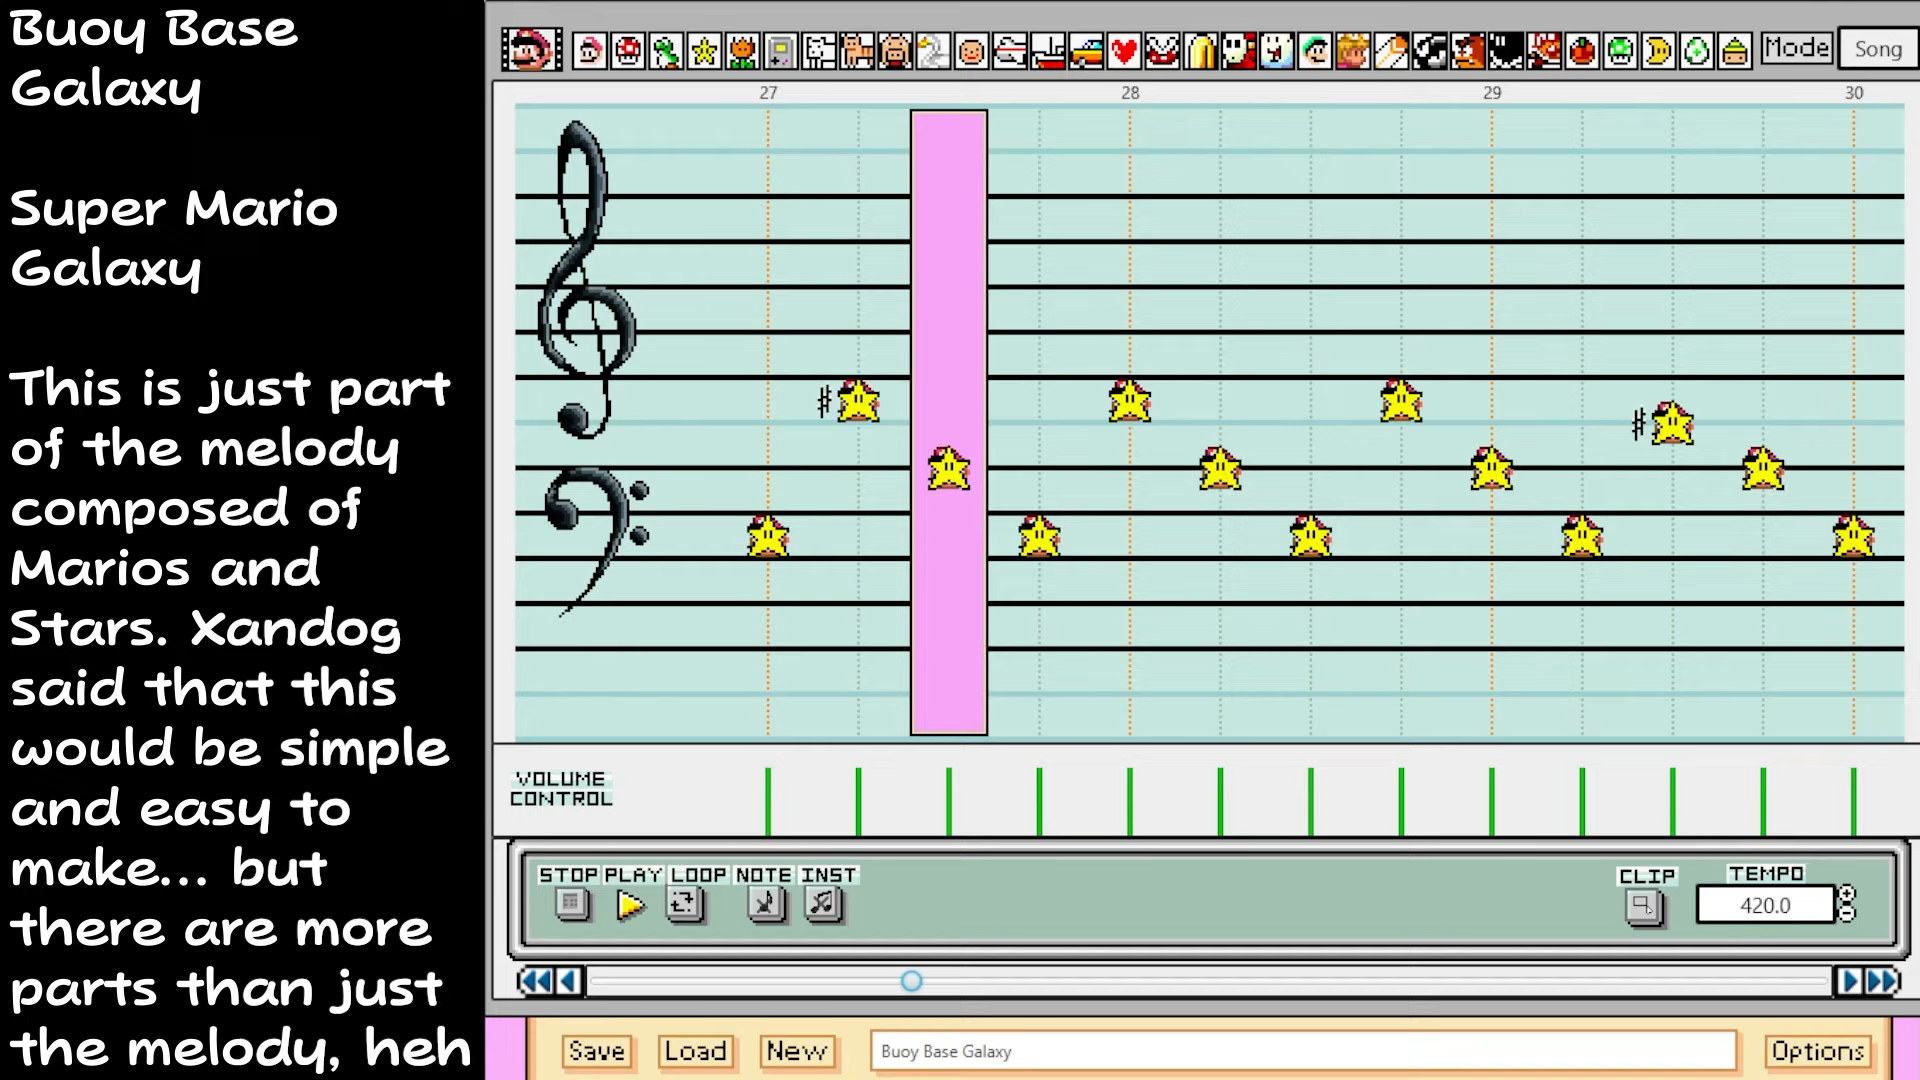 Buoy Base
Galaxy
Super Mario
Galaxy
This is just part
of the melody
composed of
Marios and
Stars. Xandog
said that this
would be simple
and easy to
make... but
there are more
parts than just
the melody, heh
Mode
Song
27
28
29
30
VOLUME
CONTROL
STOP PLAY LOOP NOTE INST
CLIP
TEMPO
420.0
Save
Load
New
Buoy Base Galaxy
Options